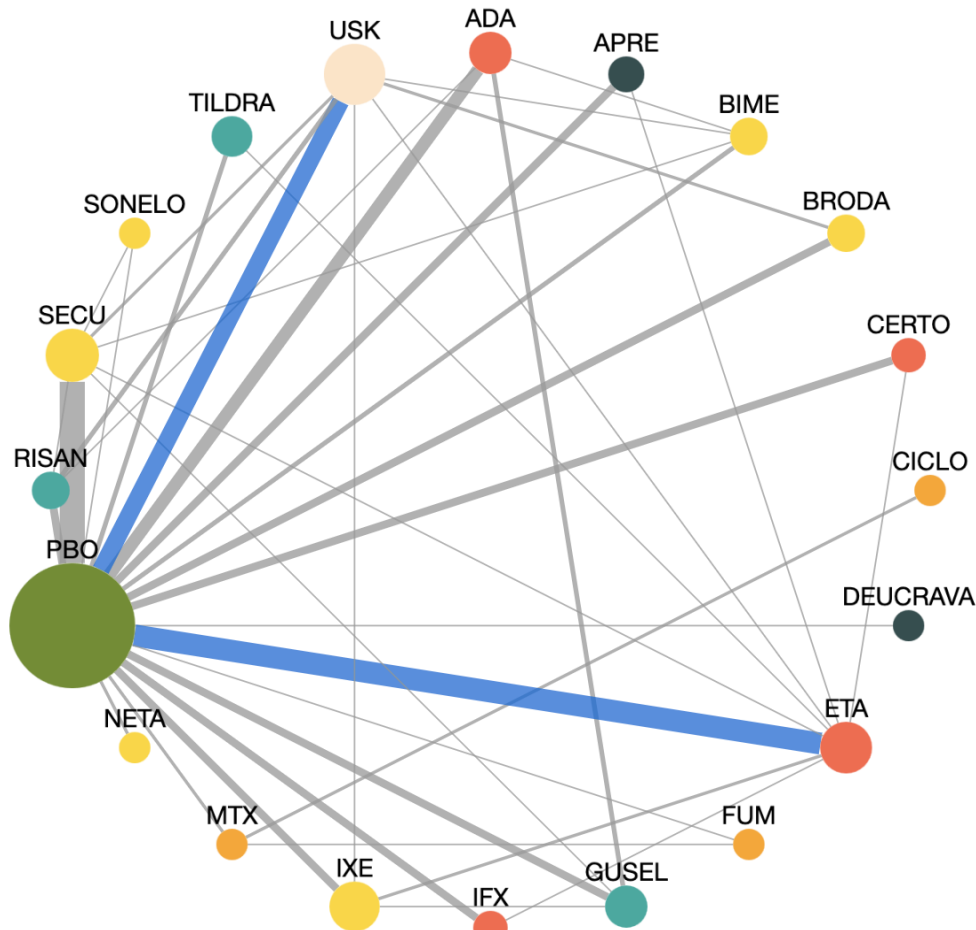 USK
ADA
APRE
TILDRA
BIME
SONELO
BRODA
SECU
CERTO
RISAN
CICLO
PBO
DEUCRAVA
NETA
ETA
MTX
FUM
IXE
IFX
GUSEL